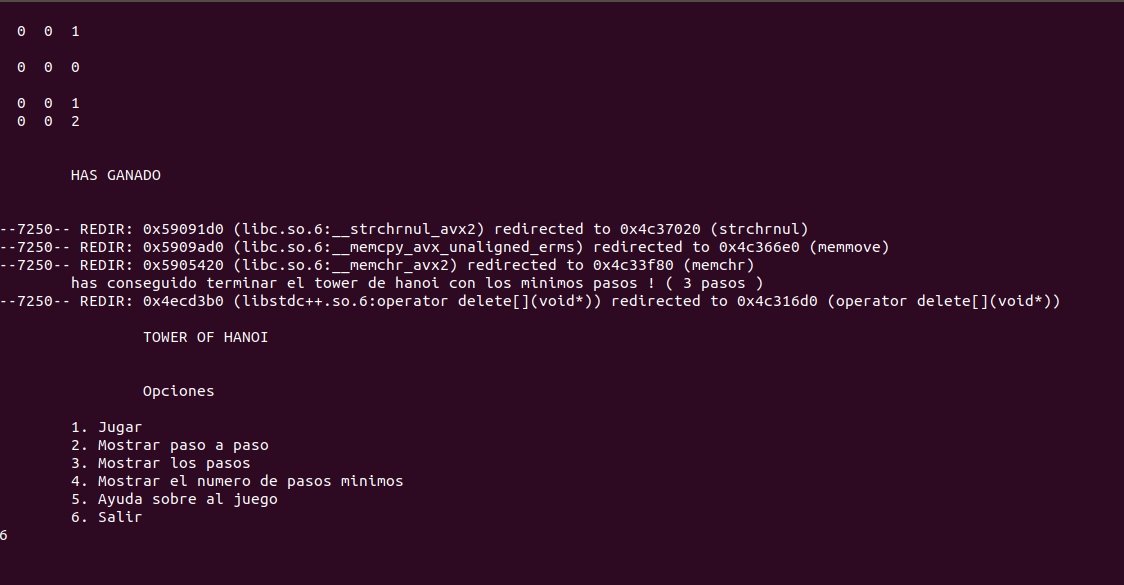 0 0 1
0 0 0
0 0 1
0 0 2
HAS GANADO
--7250-- REDIR: 0x59091d0 (libc.so.6:__strchrnul_avx2) redirected to 0x4c37020 (strchrnul)
--7250-- REDIR: 0x5909ad0 (libc.so.6:__memcpy_avx_unaligned_erms) redirected to 0x4c366e0 (memmove)
--7250-- REDIR: 0x5905420 (libc.so.6:__memchr_avx2) redirected to 0x4c33f80 (memchr)
has conseguido terminar el tower de hanoi con los minimos pasos ! ( 3 pasos )
--7250-- REDIR: 0x4ecd3b0 (libstdc++.so.6:operator delete[](void*)) redirected to 0x4c316d0 (operator delete[](void*))
TOWER OF HANOI
Opciones
1. Jugar
2. Mostrar paso a paso
3. Mostrar los pasos
4. Mostrar el numero de pasos minimos
5. Ayuda sobre al juego
6. Salir
6